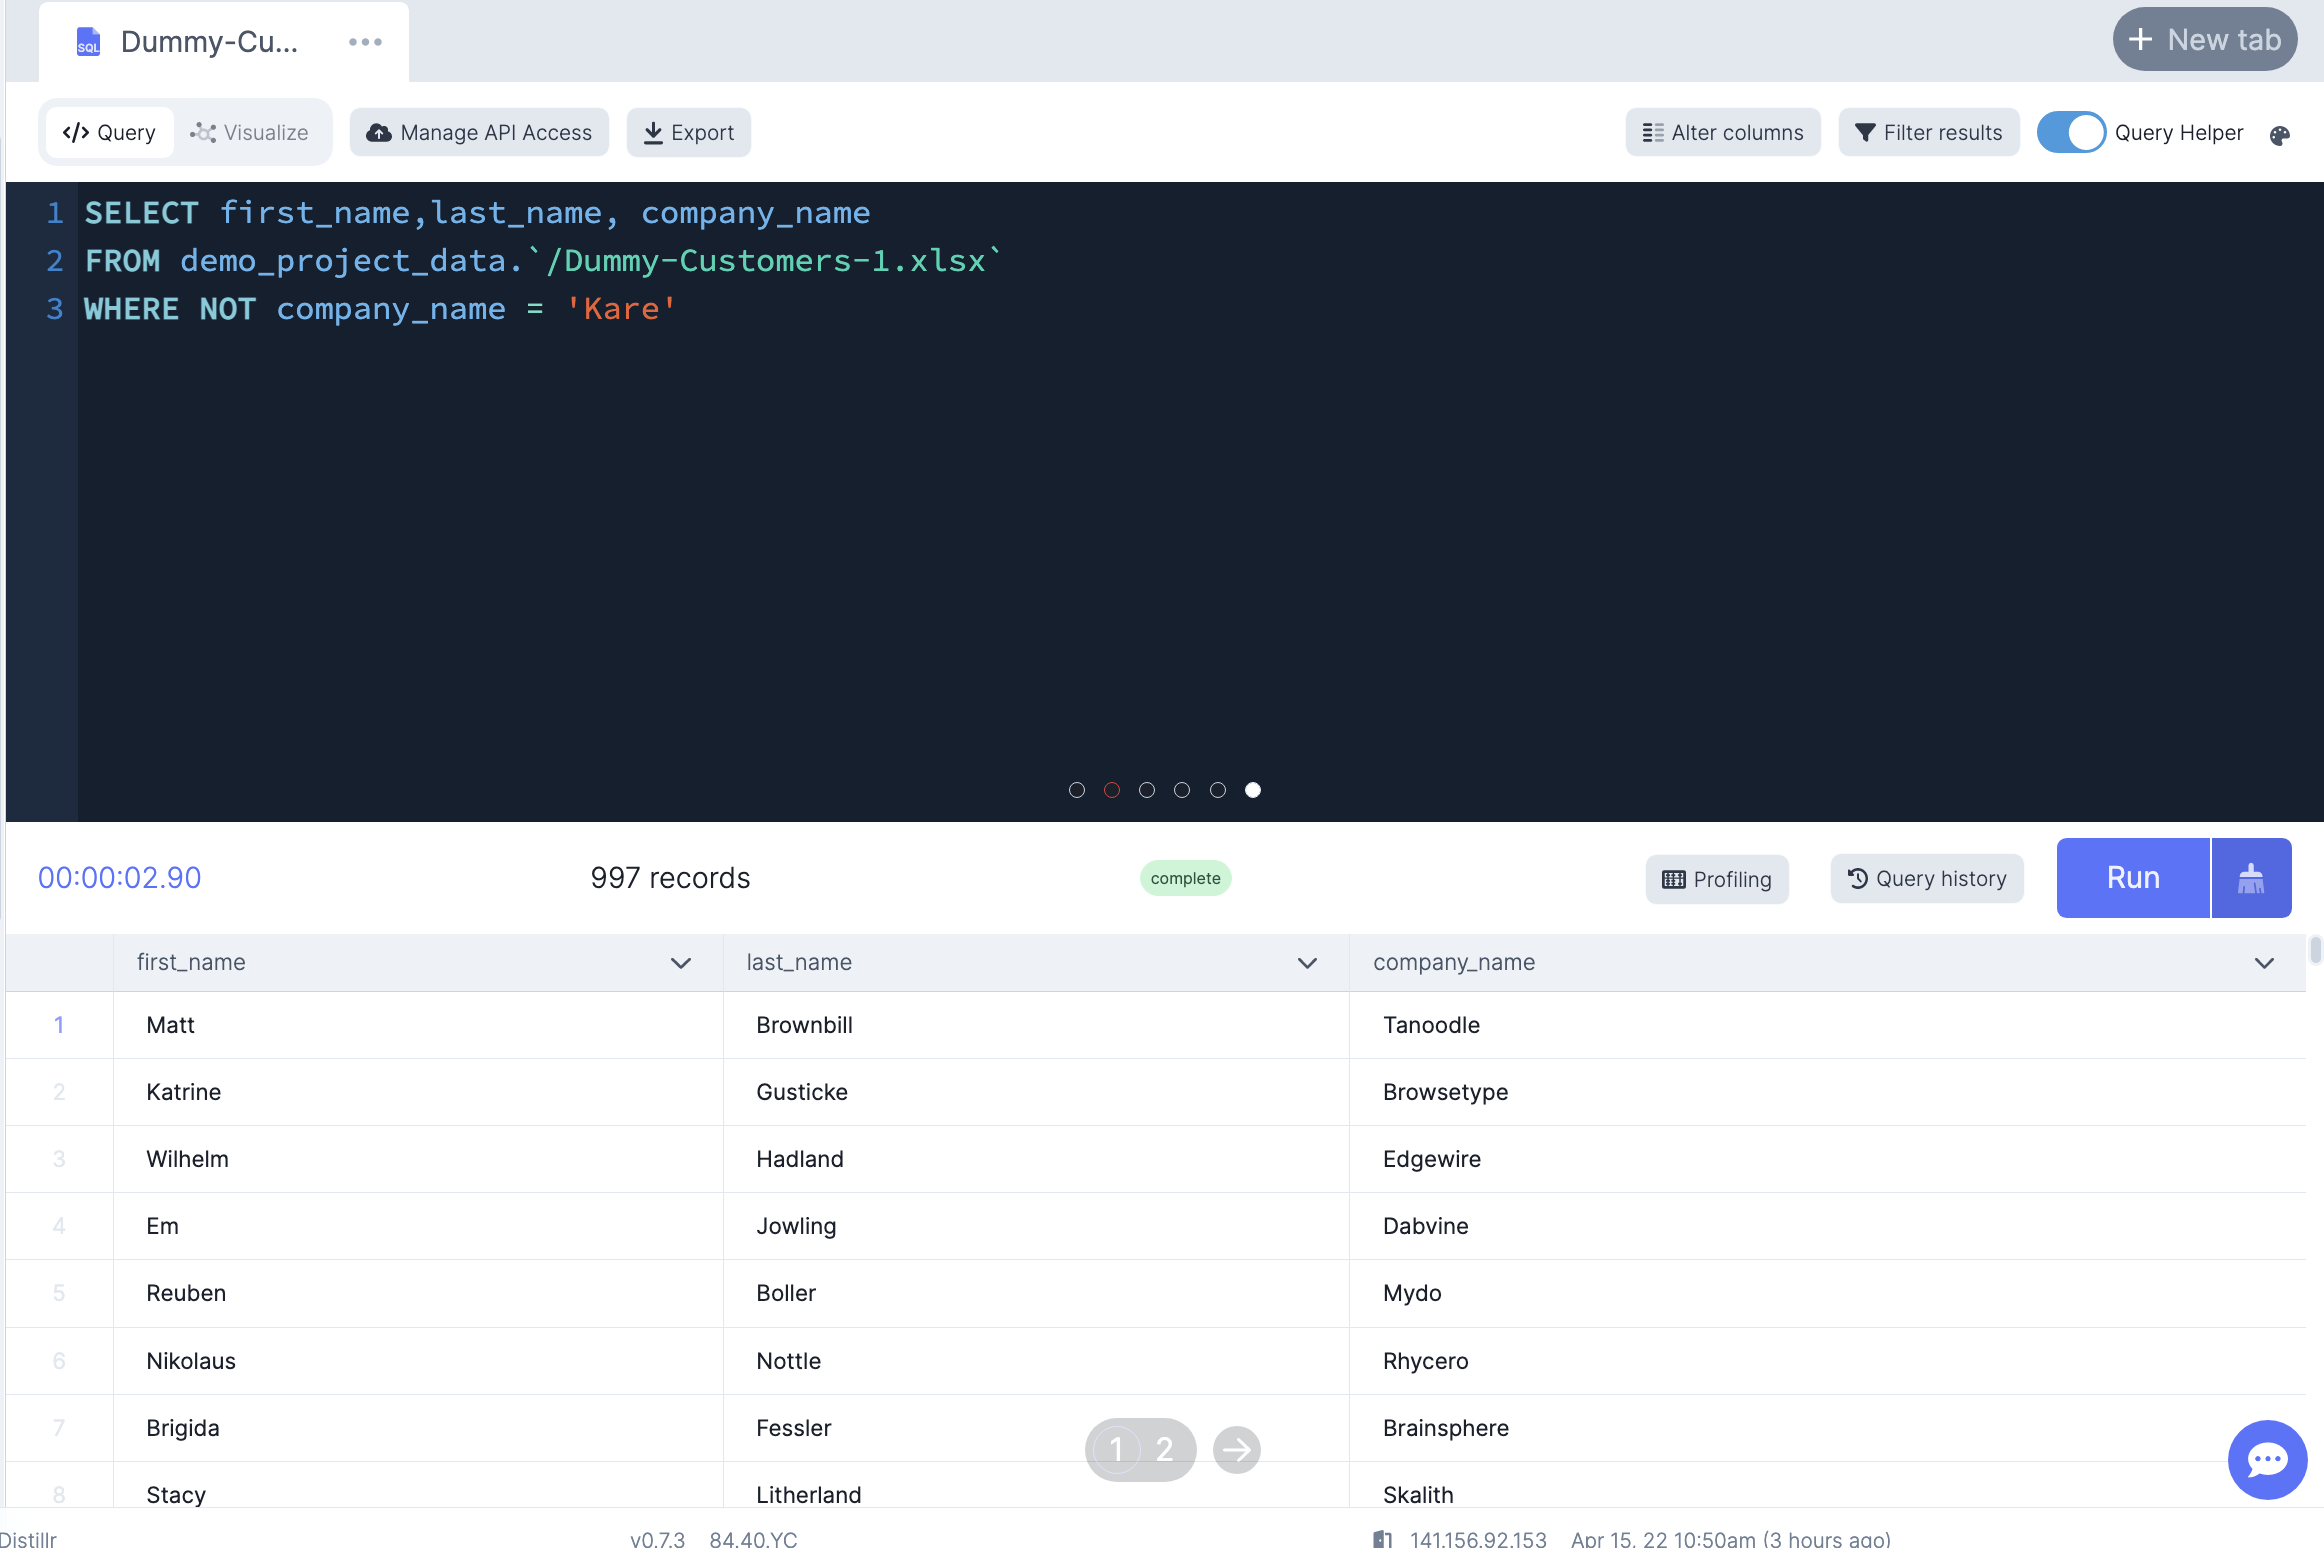 SQL Dummy-Cu... + New tab
</> Query Visualize Manage API Access Export Alter columns Filter results Query Helper
1 SELECT first_name,last_name, company_name
2 FROM demo_project_data.`/Dummy-Customers-1.xlsx`
3 WHERE NOT company_name = 'Kare'
00:00:02.90 997 records complete Profiling Query history Run
first_name last_name company_name
1 Matt Brownbill Tanoodle
2 Katrine Gusticke Browsetype
3 Wilhelm Hadland Edgewire
4 Em Jowling Dabvine
5 Reuben Boller Mydo
6 Nikolaus Nottle Rhycero
7 Brigida Fessler Brainsphere
1 2
8 Stacy Litherland Skalith
Distillr v0.7.3 84.40.YC 141.156.92.153 Apr 15, 22 10:50am (3 hours ago)